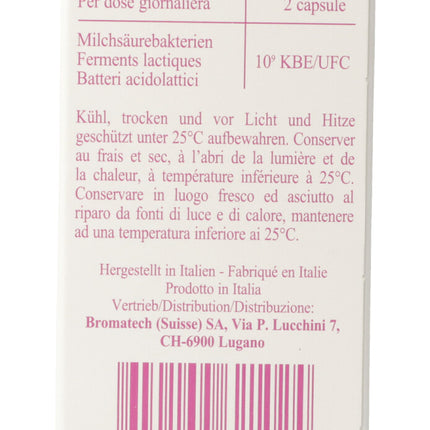 Per dose giornaliera 2 capsule
Milchsäurebakterien
Ferments lactiques 10⁹ KBE/UFC
Batteri acidolattici
Kühl, trocken und vor Licht und Hitze
geschützt unter 25°C aufbewahren. Conserver
au frais et sec, à l'abri de la lumière et de
la chaleur, à température inférieure à 25°C.
Conservare in luogo fresco ed asciutto al
riparo da fonti di luce e di calore, mantenere
ad una temperatura inferiore ai 25°C.
Hergestellt in Italien - Fabriqué en Italie
Prodotto in Italia
Vertrieb/Distribution/Distribuzione:
Bromatech (Suisse) SA, Via P. Lucchini 7,
CH-6900 Lugano